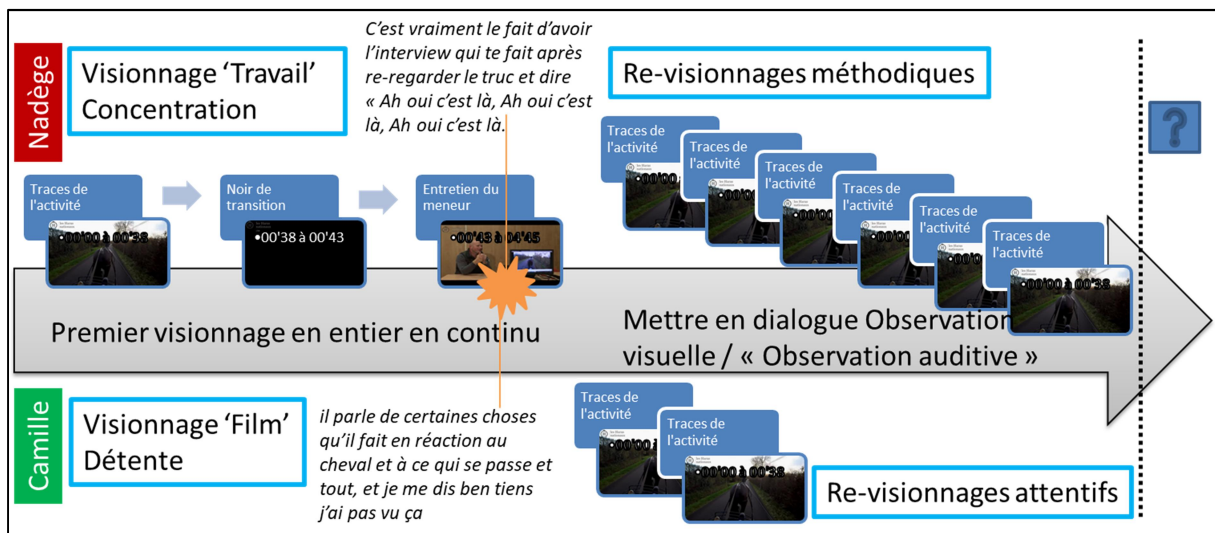 Nadège
Visionnage ‘Travail’
Concentration
C’est vraiment le fait d’avoir
l’interview qui te fait après
re-regarder le truc et dire
« Ah oui c’est là, Ah oui c’est
là, Ah oui c’est là.
Re-visionnages méthodiques
?
Traces de
l'activité
•00'00 à 00'38
Noir de
transition
•00'38 à 00'43
Entretien du
meneur
•00'43 à 04'45
Traces de
l'activité
•00'00
Traces de
l'activité
Traces de
l'activité
Traces de
l'activité
Traces de
l'activité
Traces de
l'activité
•00'00 à 00'38
Premier visionnage en entier en continu
Mettre en dialogue Observation
visuelle / « Observation auditive »
Camille
Visionnage ‘Film’
Détente
il parle de certaines choses
qu’il fait en réaction au
cheval et à ce qui se passe et
tout, et je me dis ben tiens
j’ai pas vu ça
Traces de
l'activité
Traces de
l'activité
•00'00 à 00'38
Re-visionnages attentifs